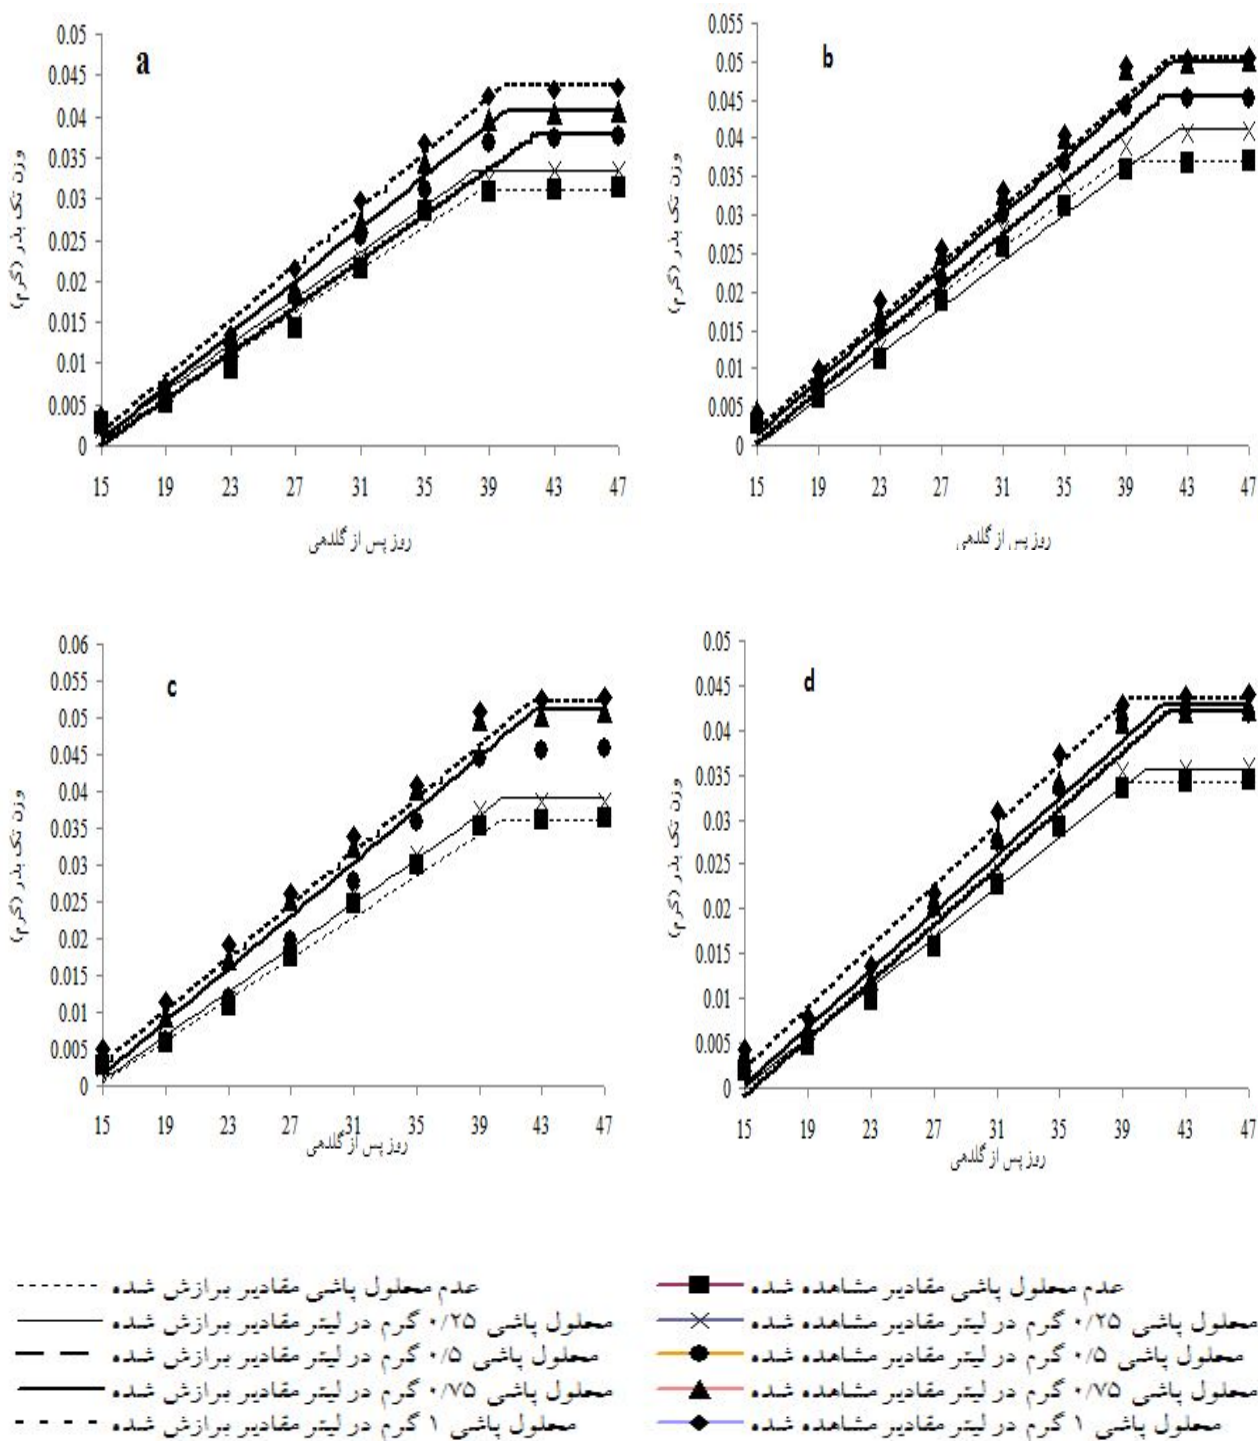 a
0.05
0.045
0.04
0.035
0.03
0.025
0.02
0.015
0.01
0.005
0
15 19 23 27 31 35 39 43 47
وزن تک بذر (گرم)
روز پس از گلدهی
b
0.055
0.05
0.045
0.04
0.035
0.03
0.025
0.02
0.015
0.01
0.005
0
15 19 23 27 31 35 39 43 47
وزن تک بذر (گرم)
روز پس از گلدهی
c
0.06
0.055
0.05
0.045
0.04
0.035
0.03
0.025
0.02
0.015
0.01
0.005
0
15 19 23 27 31 35 39 43 47
وزن تک بذر (گرم)
روز پس از گلدهی
d
0.05
0.045
0.04
0.035
0.03
0.025
0.02
0.015
0.01
0.005
0
15 19 23 27 31 35 39 43 47
وزن تک بذر (گرم)
روز پس از گلدهی
عدم محلول پاشی مقادیر مشاهده شده
محلول پاشی ۰/۲۵ گرم در لیتر مقادیر مشاهده شده
محلول پاشی ۰/۵ گرم در لیتر مقادیر مشاهده شده
محلول پاشی ۰/۷۵ گرم در لیتر مقادیر مشاهده شده
محلول پاشی ۱ گرم در لیتر مقادیر مشاهده شده
عدم محلول پاشی مقادیر برازش شده
محلول پاشی ۰/۲۵ گرم در لیتر مقادیر برازش شده
محلول پاشی ۰/۵ گرم در لیتر مقادیر برازش شده
محلول پاشی ۰/۷۵ گرم در لیتر مقادیر برازش شده
محلول پاشی ۱ گرم در لیتر مقادیر برازش شده